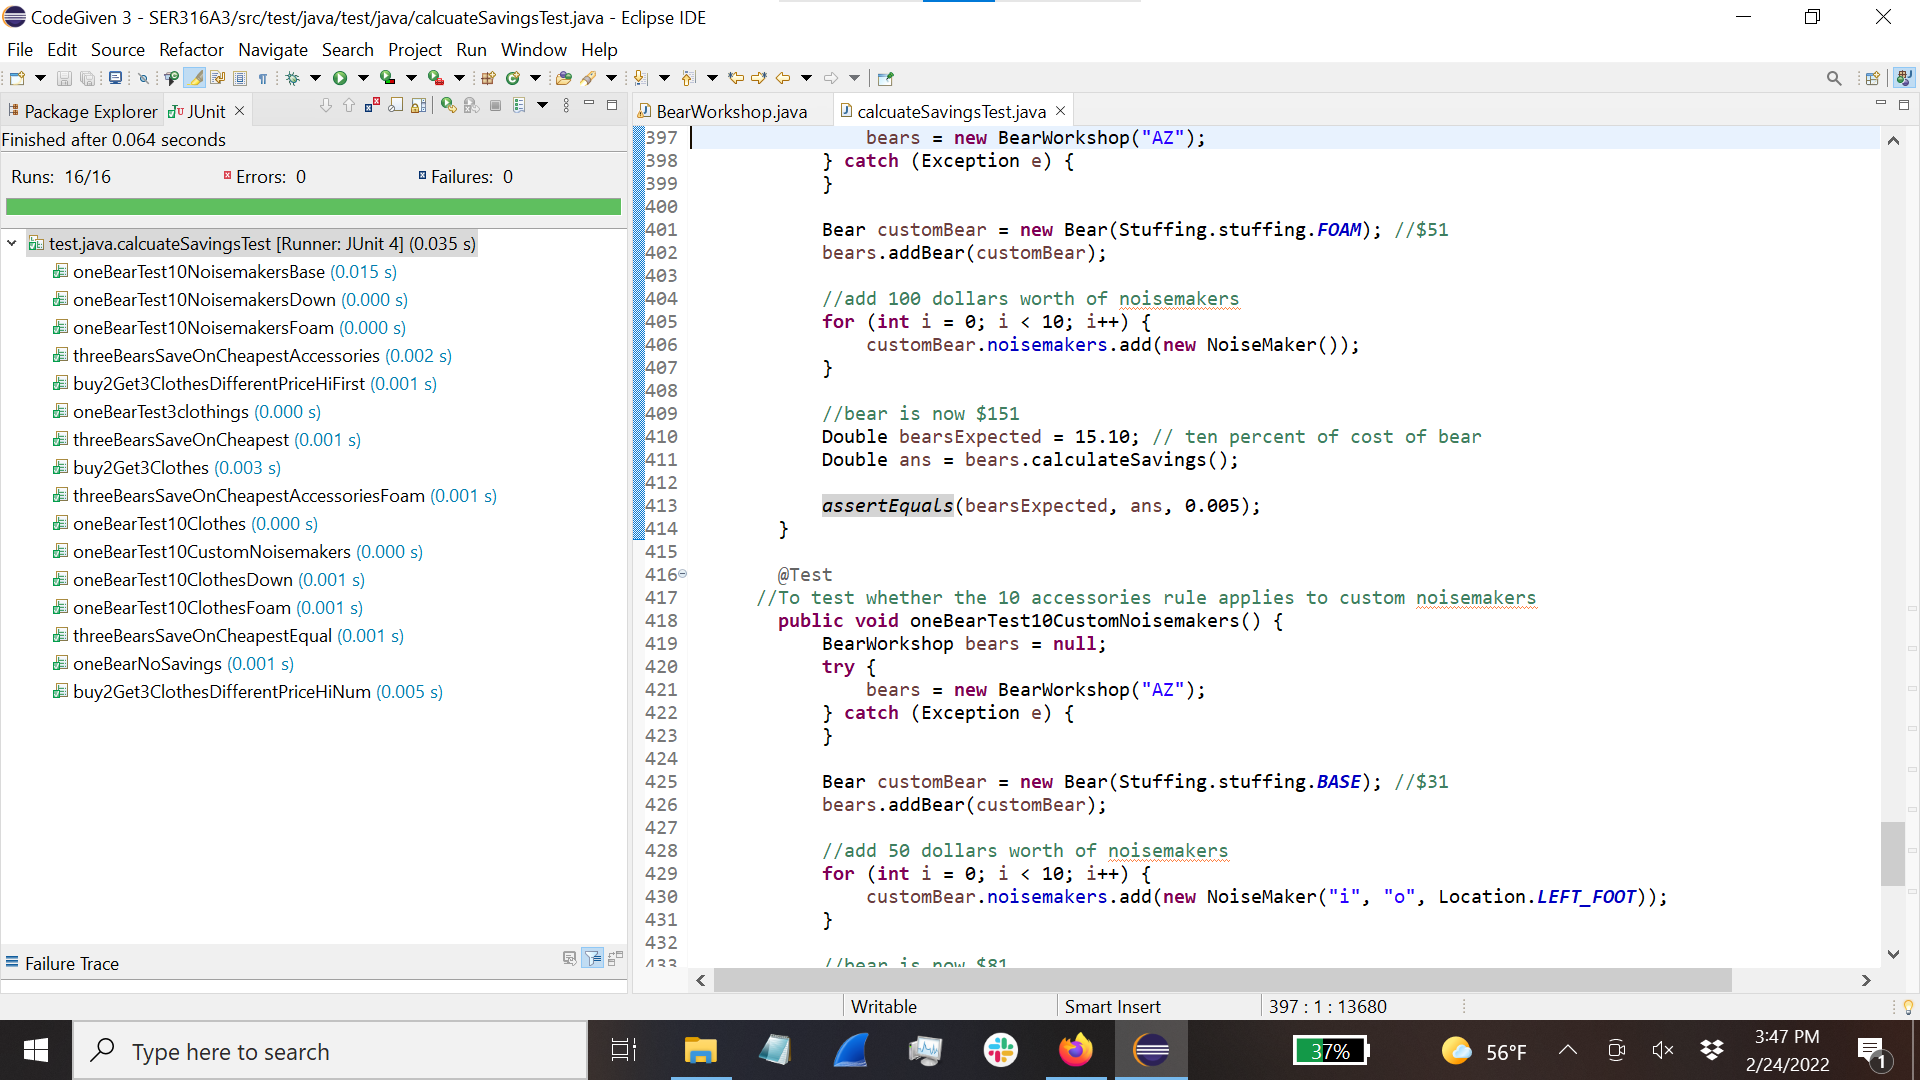 CodeGiven 3 - SER316A3/src/test/java/test/java/calcuateSavingsTest.java - Eclipse IDE
File Edit Source Refactor Navigate Search Project Run Window Help
Package Explorer JUnit
Finished after 0.064 seconds
Runs: 16/16 Errors: 0 Failures: 0
test.java.calcuateSavingsTest [Runner: JUnit 4] (0.035 s)
oneBearTest10NoisemakersBase (0.015 s)
oneBearTest10NoisemakersDown (0.000 s)
oneBearTest10NoisemakersFoam (0.000 s)
threeBearsSaveOnCheapestAccessories (0.002 s)
buy2Get3ClothesDifferentPriceHiFirst (0.001 s)
oneBearTest3clothings (0.000 s)
threeBearsSaveOnCheapest (0.001 s)
buy2Get3Clothes (0.003 s)
threeBearsSaveOnCheapestAccessoriesFoam (0.001 s)
oneBearTest10Clothes (0.000 s)
oneBearTest10CustomNoisemakers (0.000 s)
oneBearTest10ClothesDown (0.001 s)
oneBearTest10ClothesFoam (0.001 s)
threeBearsSaveOnCheapestEqual (0.001 s)
oneBearNoSavings (0.001 s)
buy2Get3ClothesDifferentPriceHiNum (0.005 s)
Failure Trace
BearWorkshop.java calcuateSavingsTest.java
397 bears = new BearWorkshop("AZ");
398 } catch (Exception e) {
399 }
400
401 Bear customBear = new Bear(Stuffing.stuffing.FOAM); //$51
402 bears.addBear(customBear);
403
404 //add 100 dollars worth of noisemakers
405 for (int i = 0; i < 10; i++) {
406 customBear.noisemakers.add(new NoiseMaker());
407 }
408
409 //bear is now $151
410 Double bearsExpected = 15.10; // ten percent of cost of bear
411 Double ans = bears.calculateSavings();
412
413 assertEquals(bearsExpected, ans, 0.005);
414 }
415
416 @Test
417 //To test whether the 10 accessories rule applies to custom noisemakers
418 public void oneBearTest10CustomNoisemakers() {
419 BearWorkshop bears = null;
420 try {
421 bears = new BearWorkshop("AZ");
422 } catch (Exception e) {
423 }
424
425 Bear customBear = new Bear(Stuffing.stuffing.BASE); //$31
426 bears.addBear(customBear);
427
428 //add 50 dollars worth of noisemakers
429 for (int i = 0; i < 10; i++) {
430 customBear.noisemakers.add(new NoiseMaker("i", "o", Location.LEFT_FOOT));
431 }
432
433 //bear is now $81
Writable Smart Insert 397 : 1 : 13680
Type here to search
37%
56°F
3:47 PM
2/24/2022
1